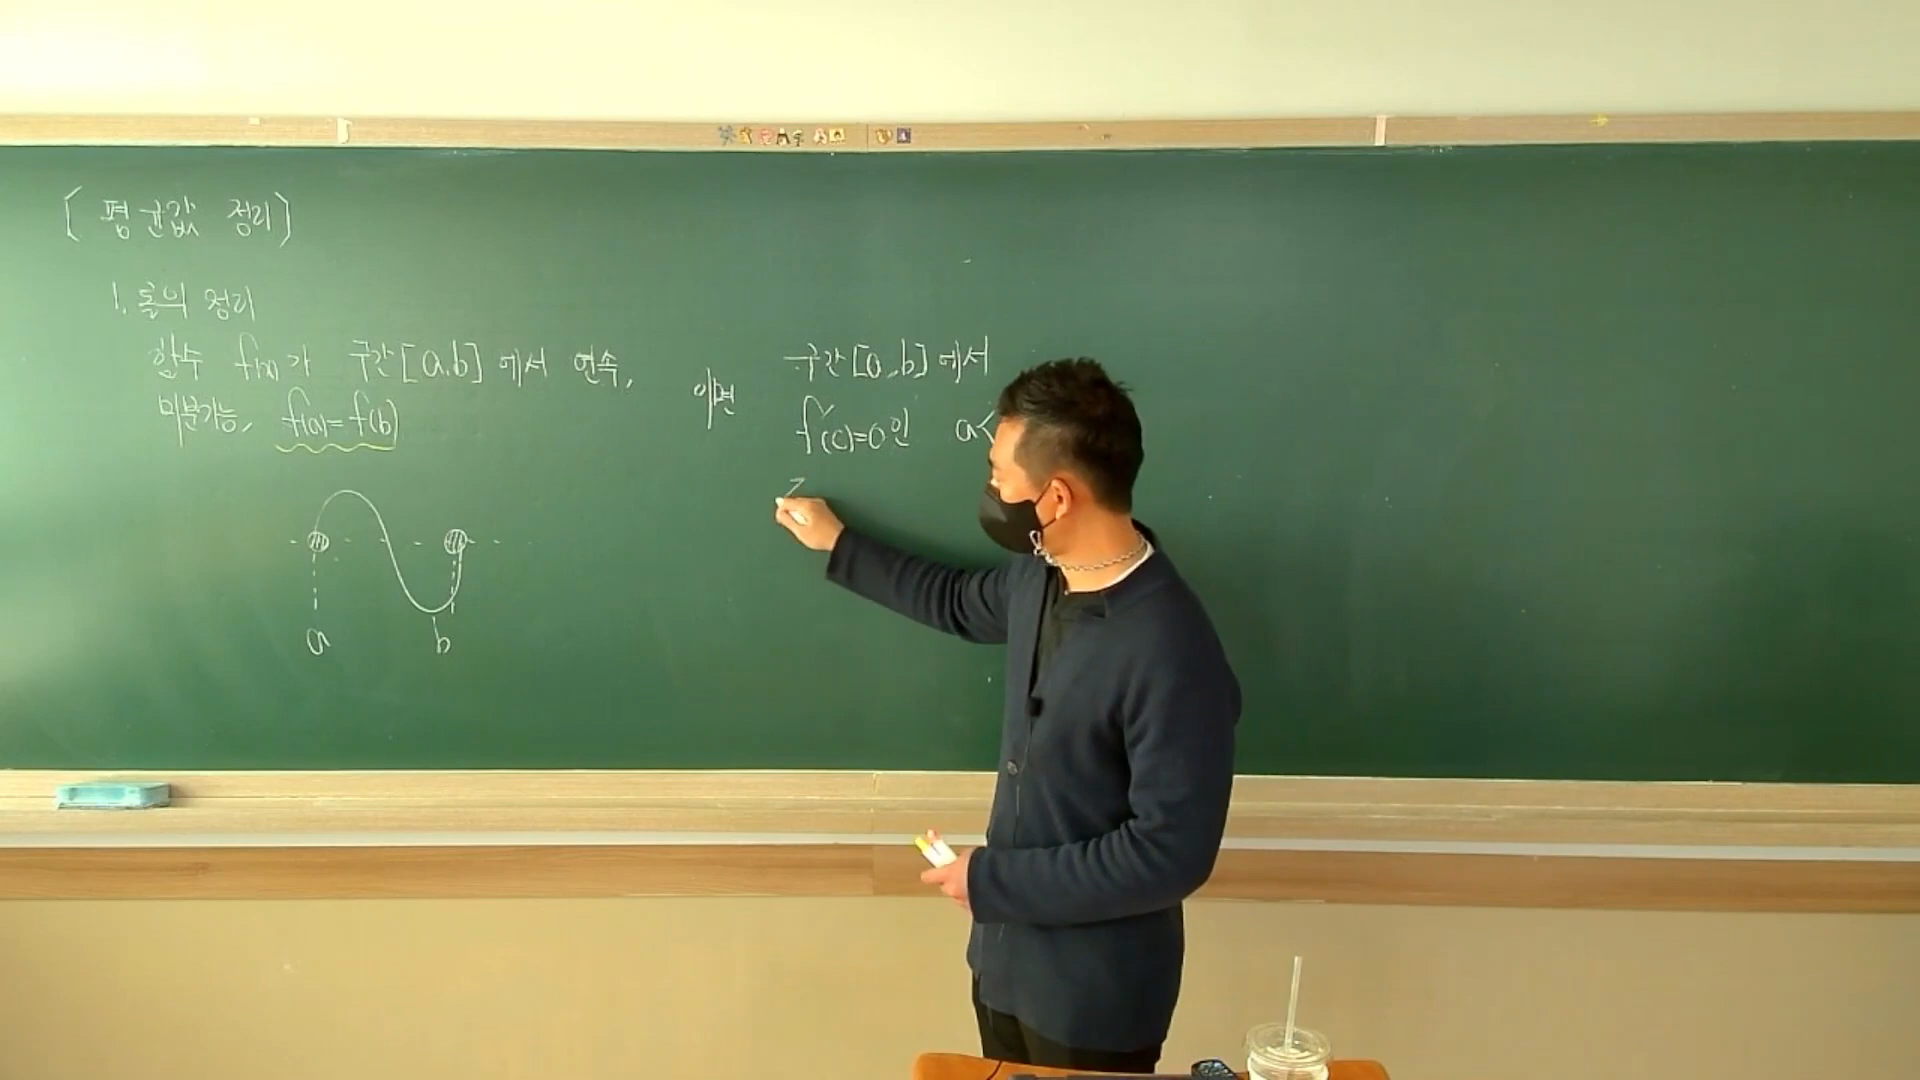 [평균값 정리]
1. 롤의 정리
함수 f(x)가 구간[a,b]에서 연속,
미분가능, f(a)=f(b)
이면
구간[a,b]에서
f'(c)=0인 a<
a b